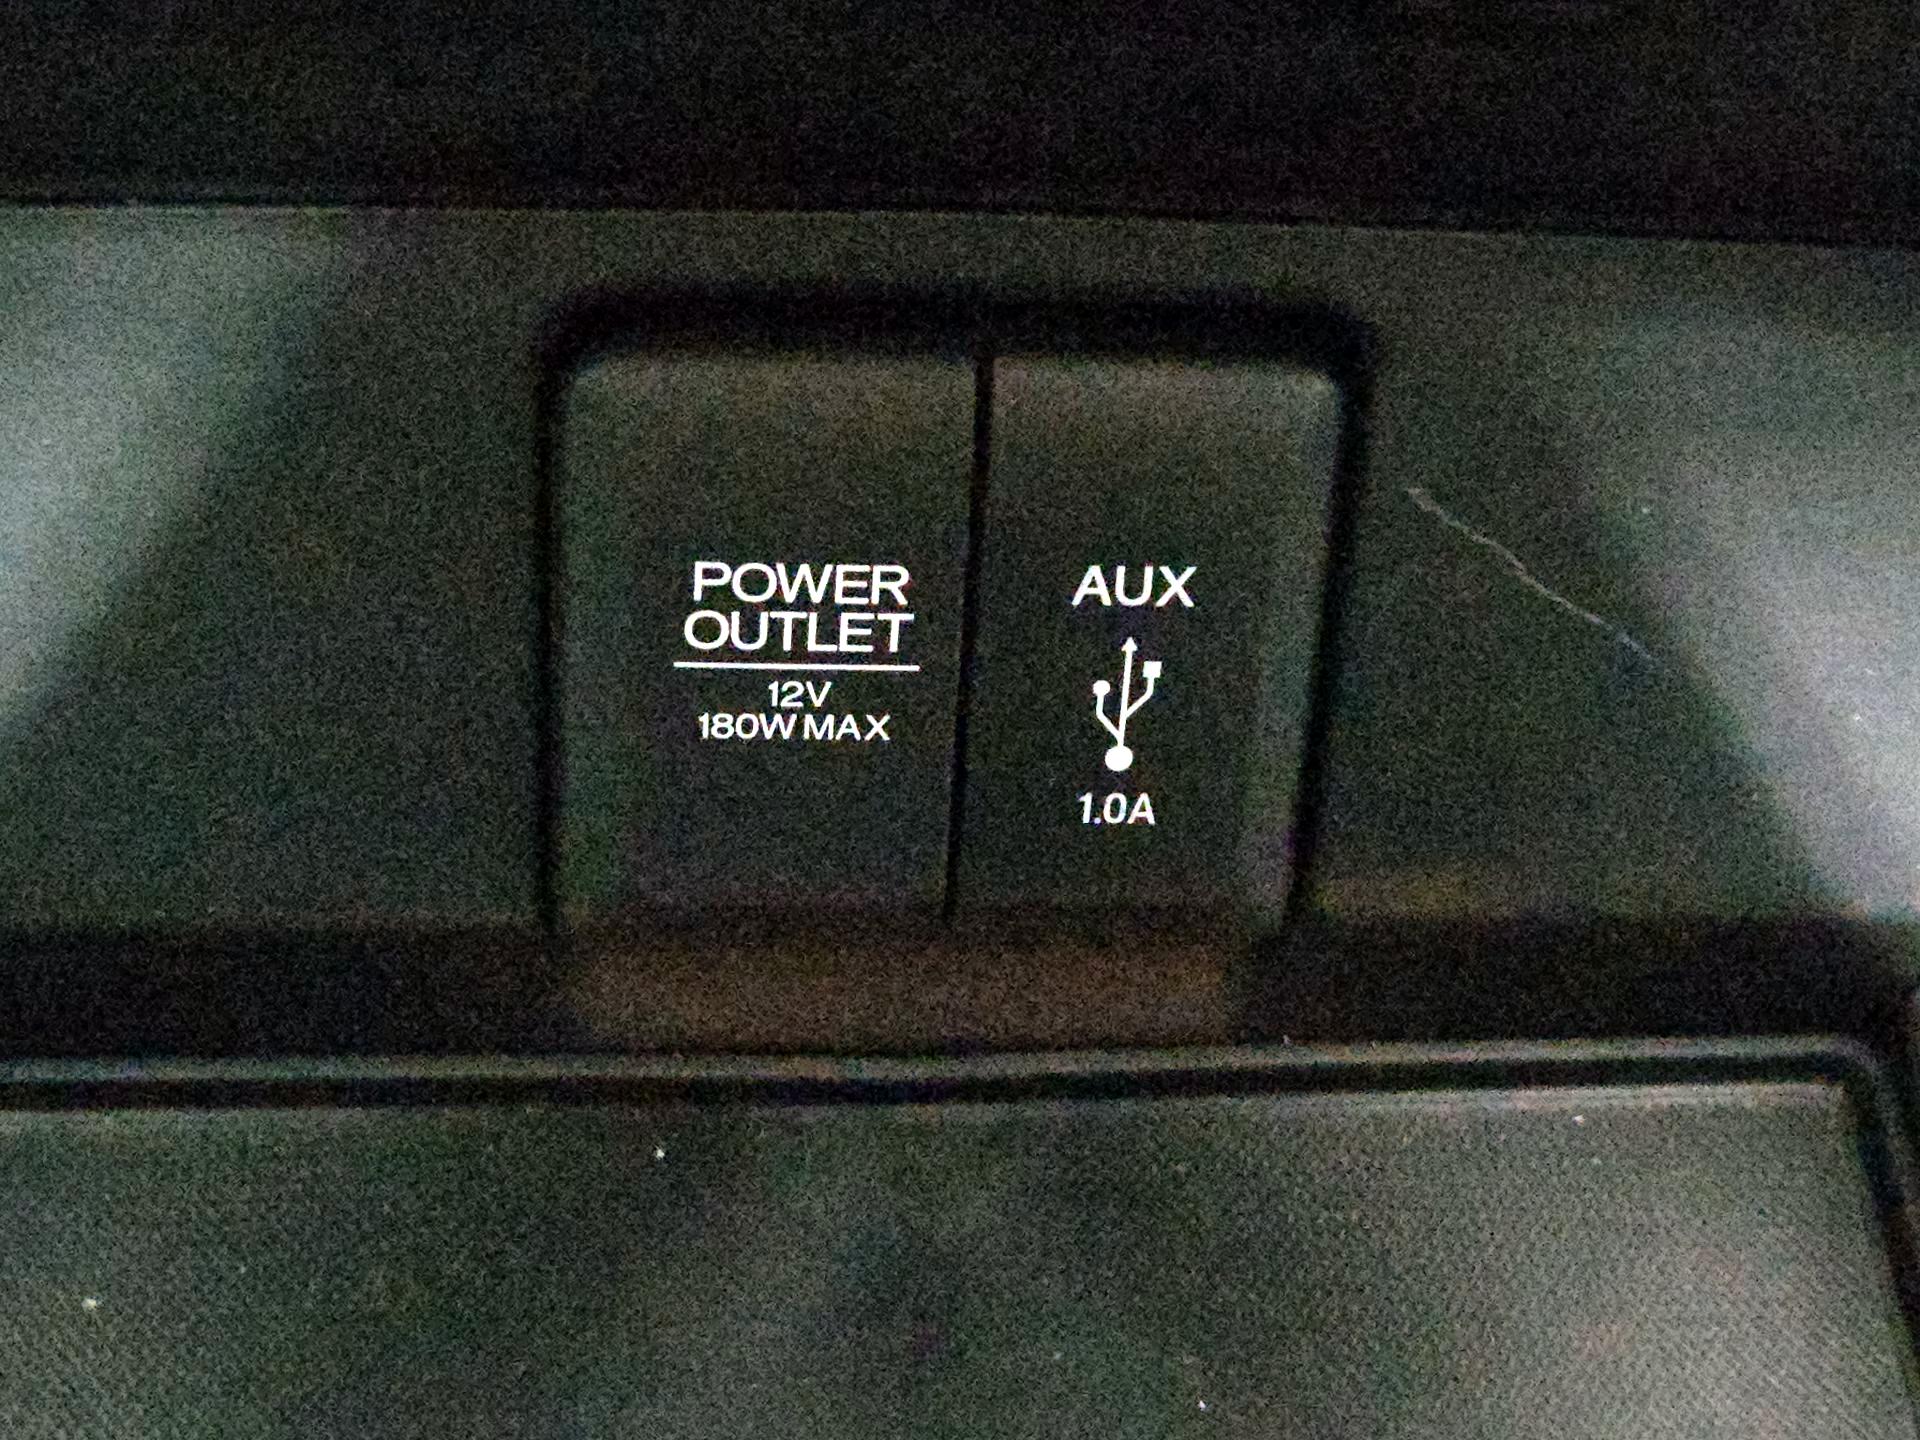 POWER
OUTLET
12V
180W MAX
AUX
1.0A